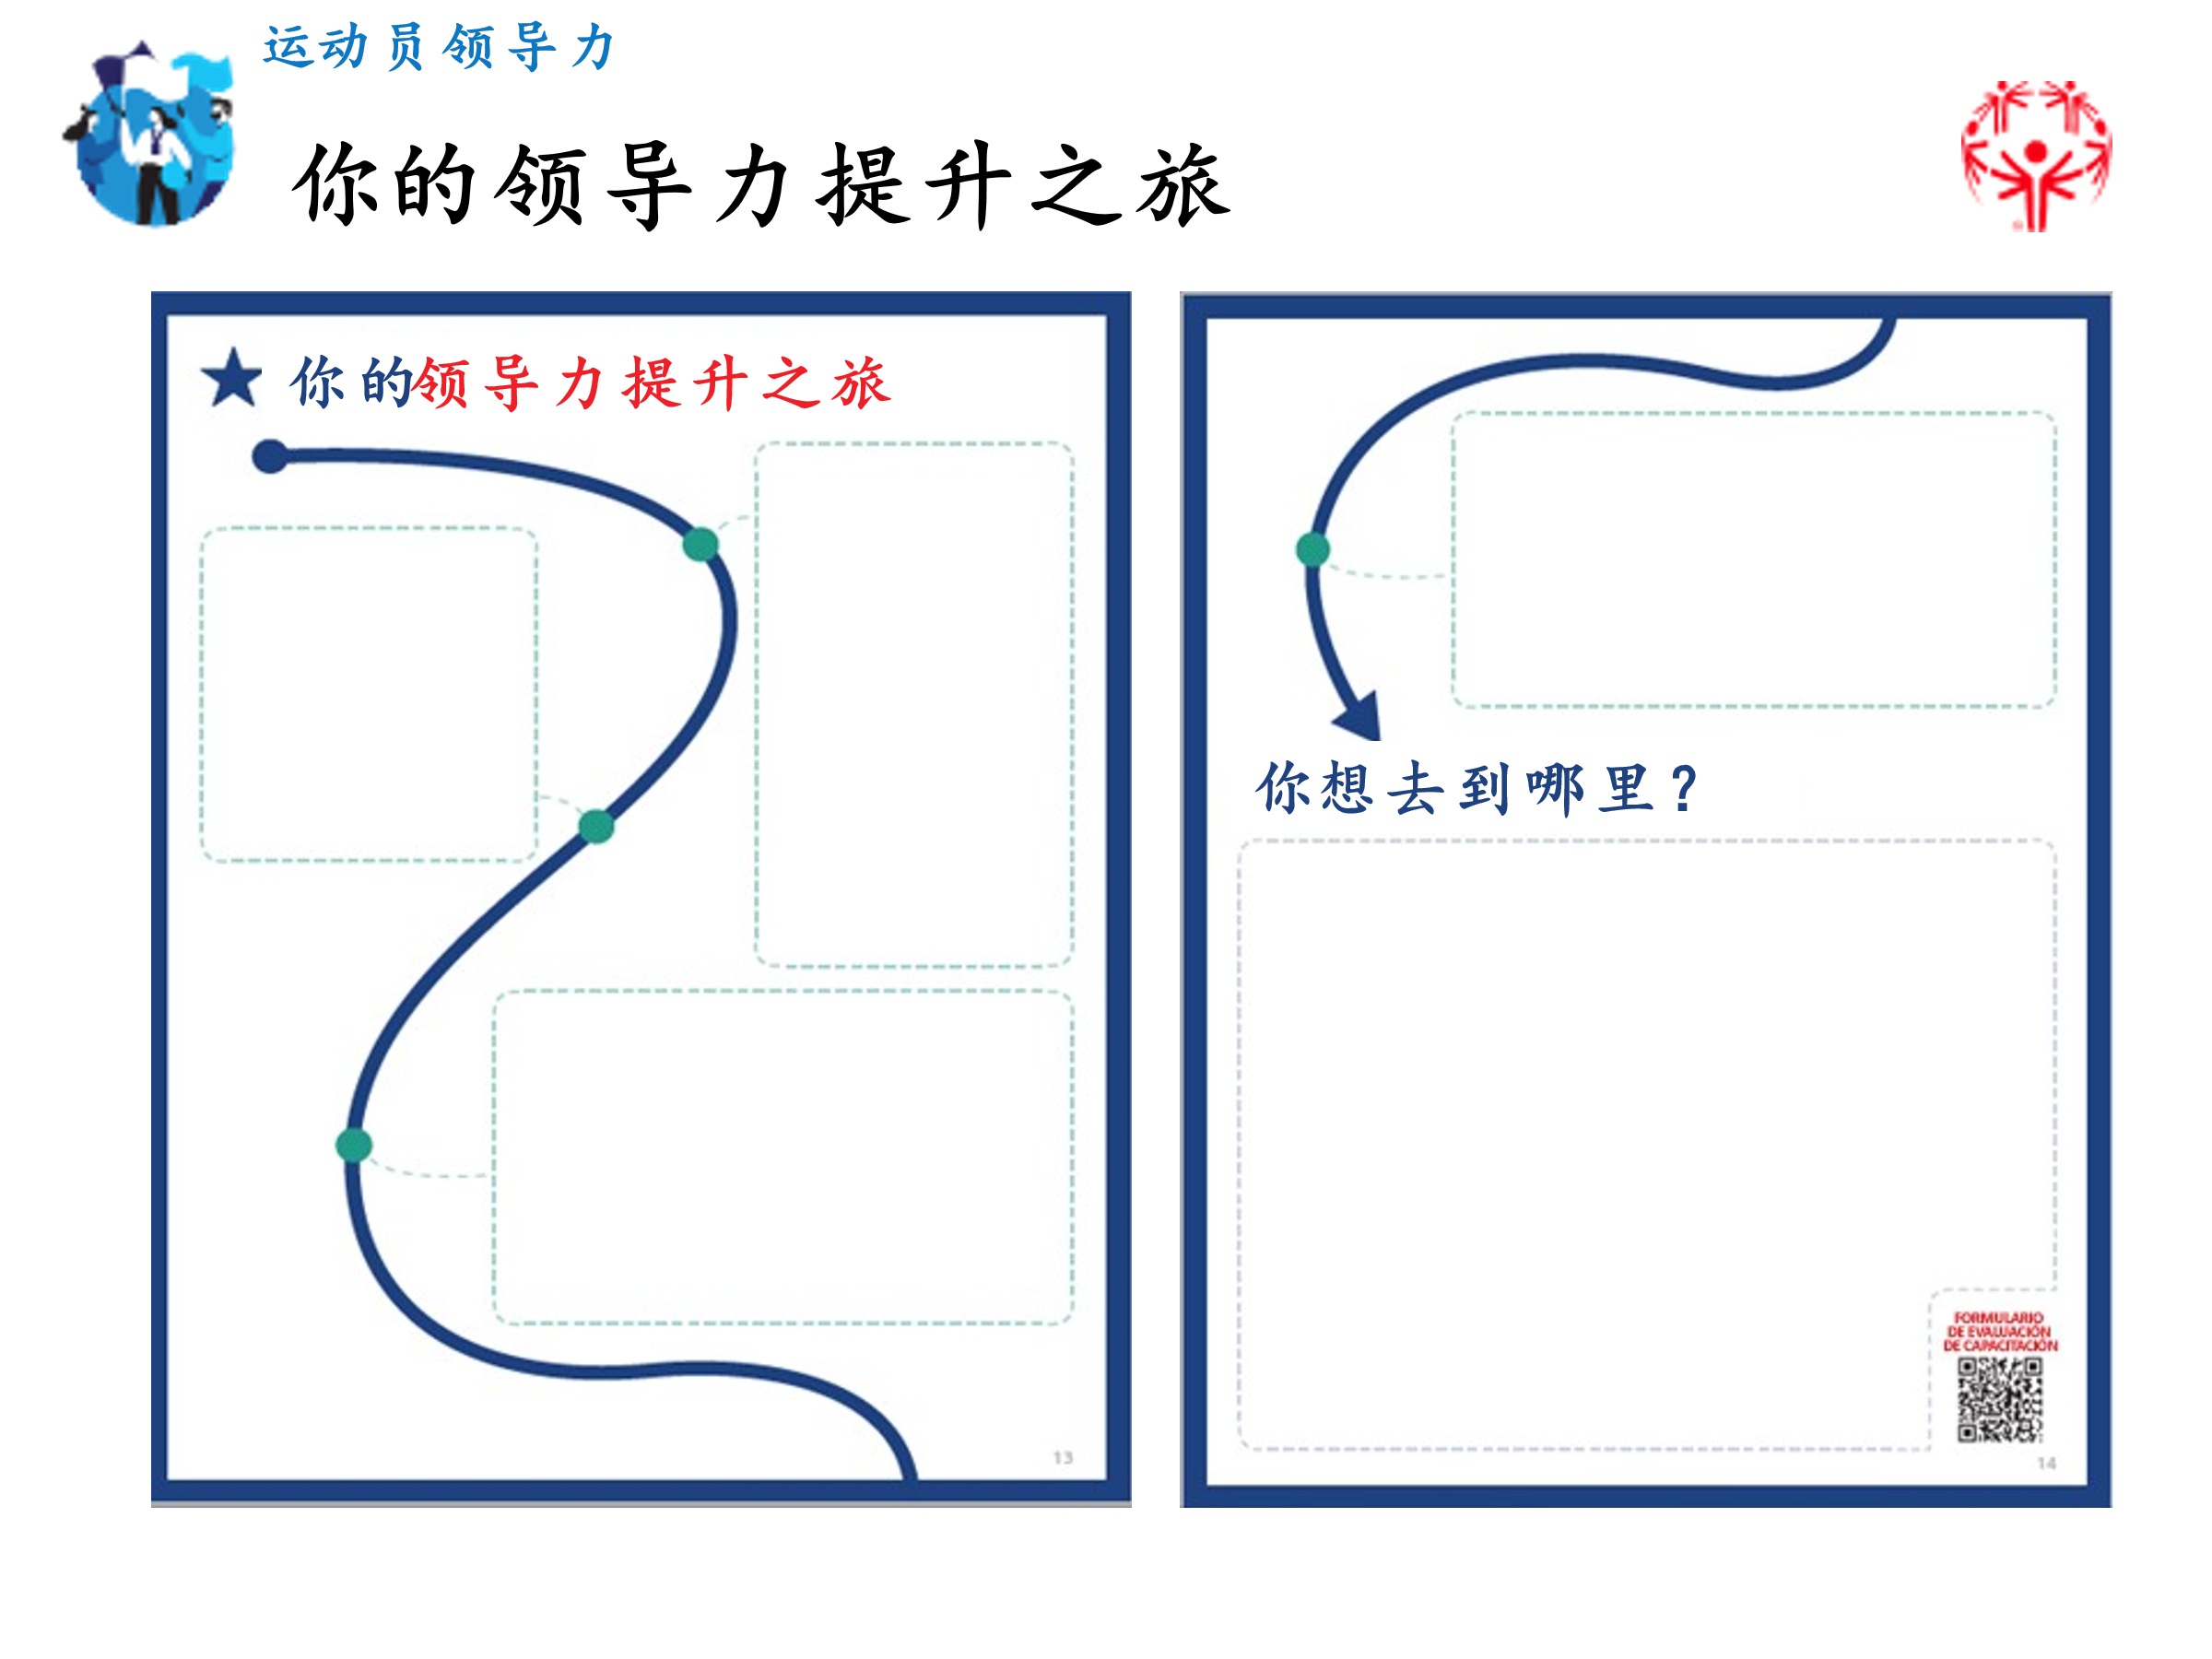 运动员领导力
你的领导力提升之旅
你的领导力提升之旅
13
你想去到哪里？
FORMULARIO
DE EVALUACIÓN
DE CAPACITACIÓN
14